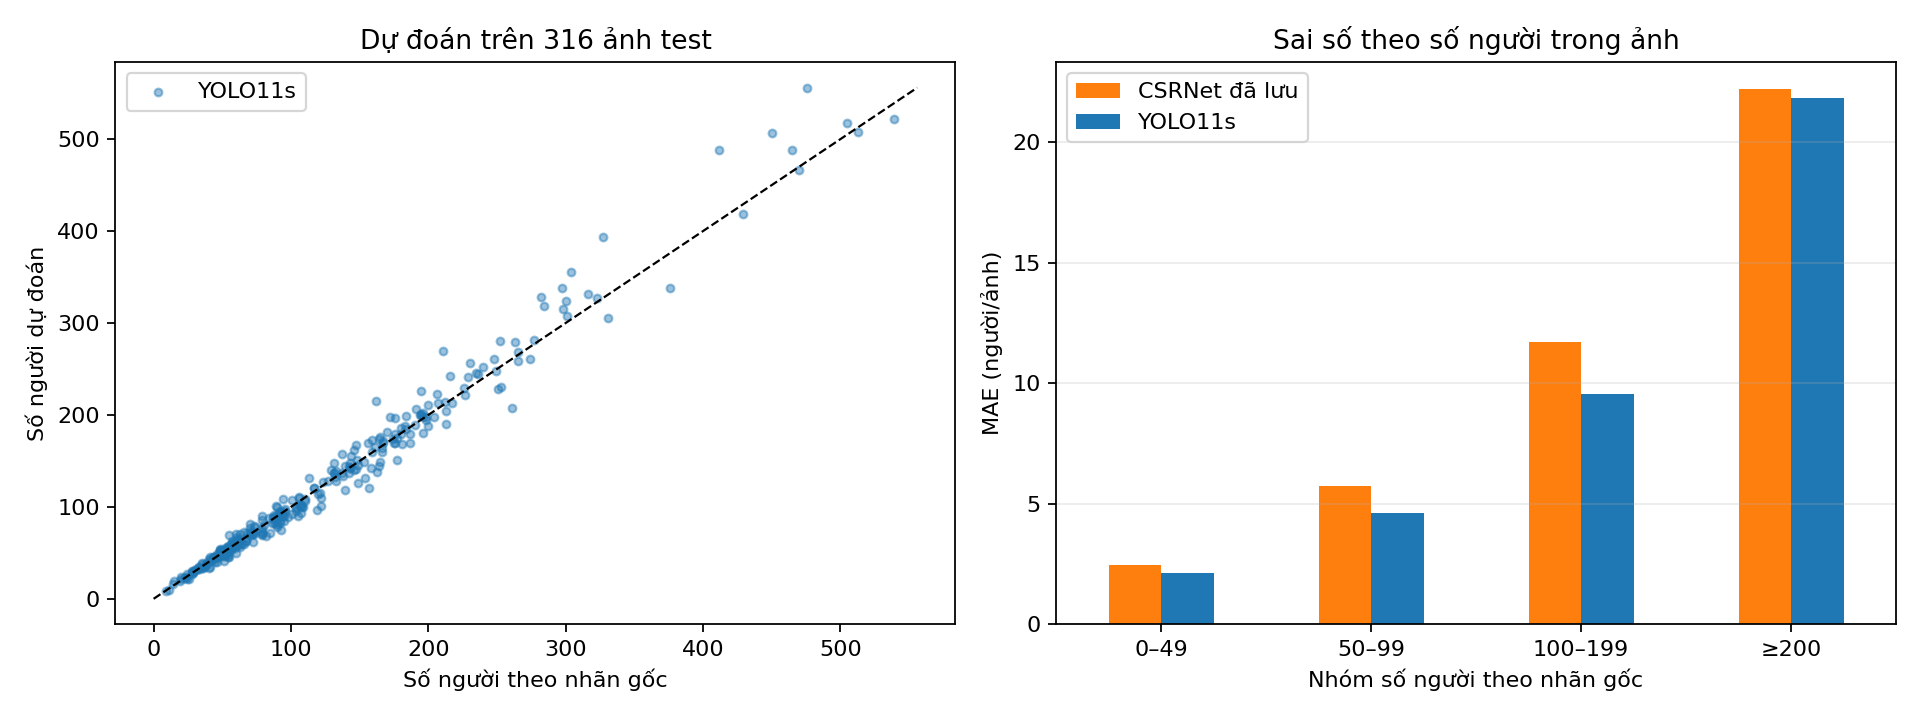 Dự đoán trên 316 ảnh test
YOLO11s
500
400
300
200
100
0
0 100 200 300 400 500
Số người dự đoán
Số người theo nhãn gốc
Sai số theo số người trong ảnh
CSRNet đã lưu
YOLO11s
20
15
10
5
0
0–49 50–99 100–199 ≥200
MAE (người/ảnh)
Nhóm số người theo nhãn gốc